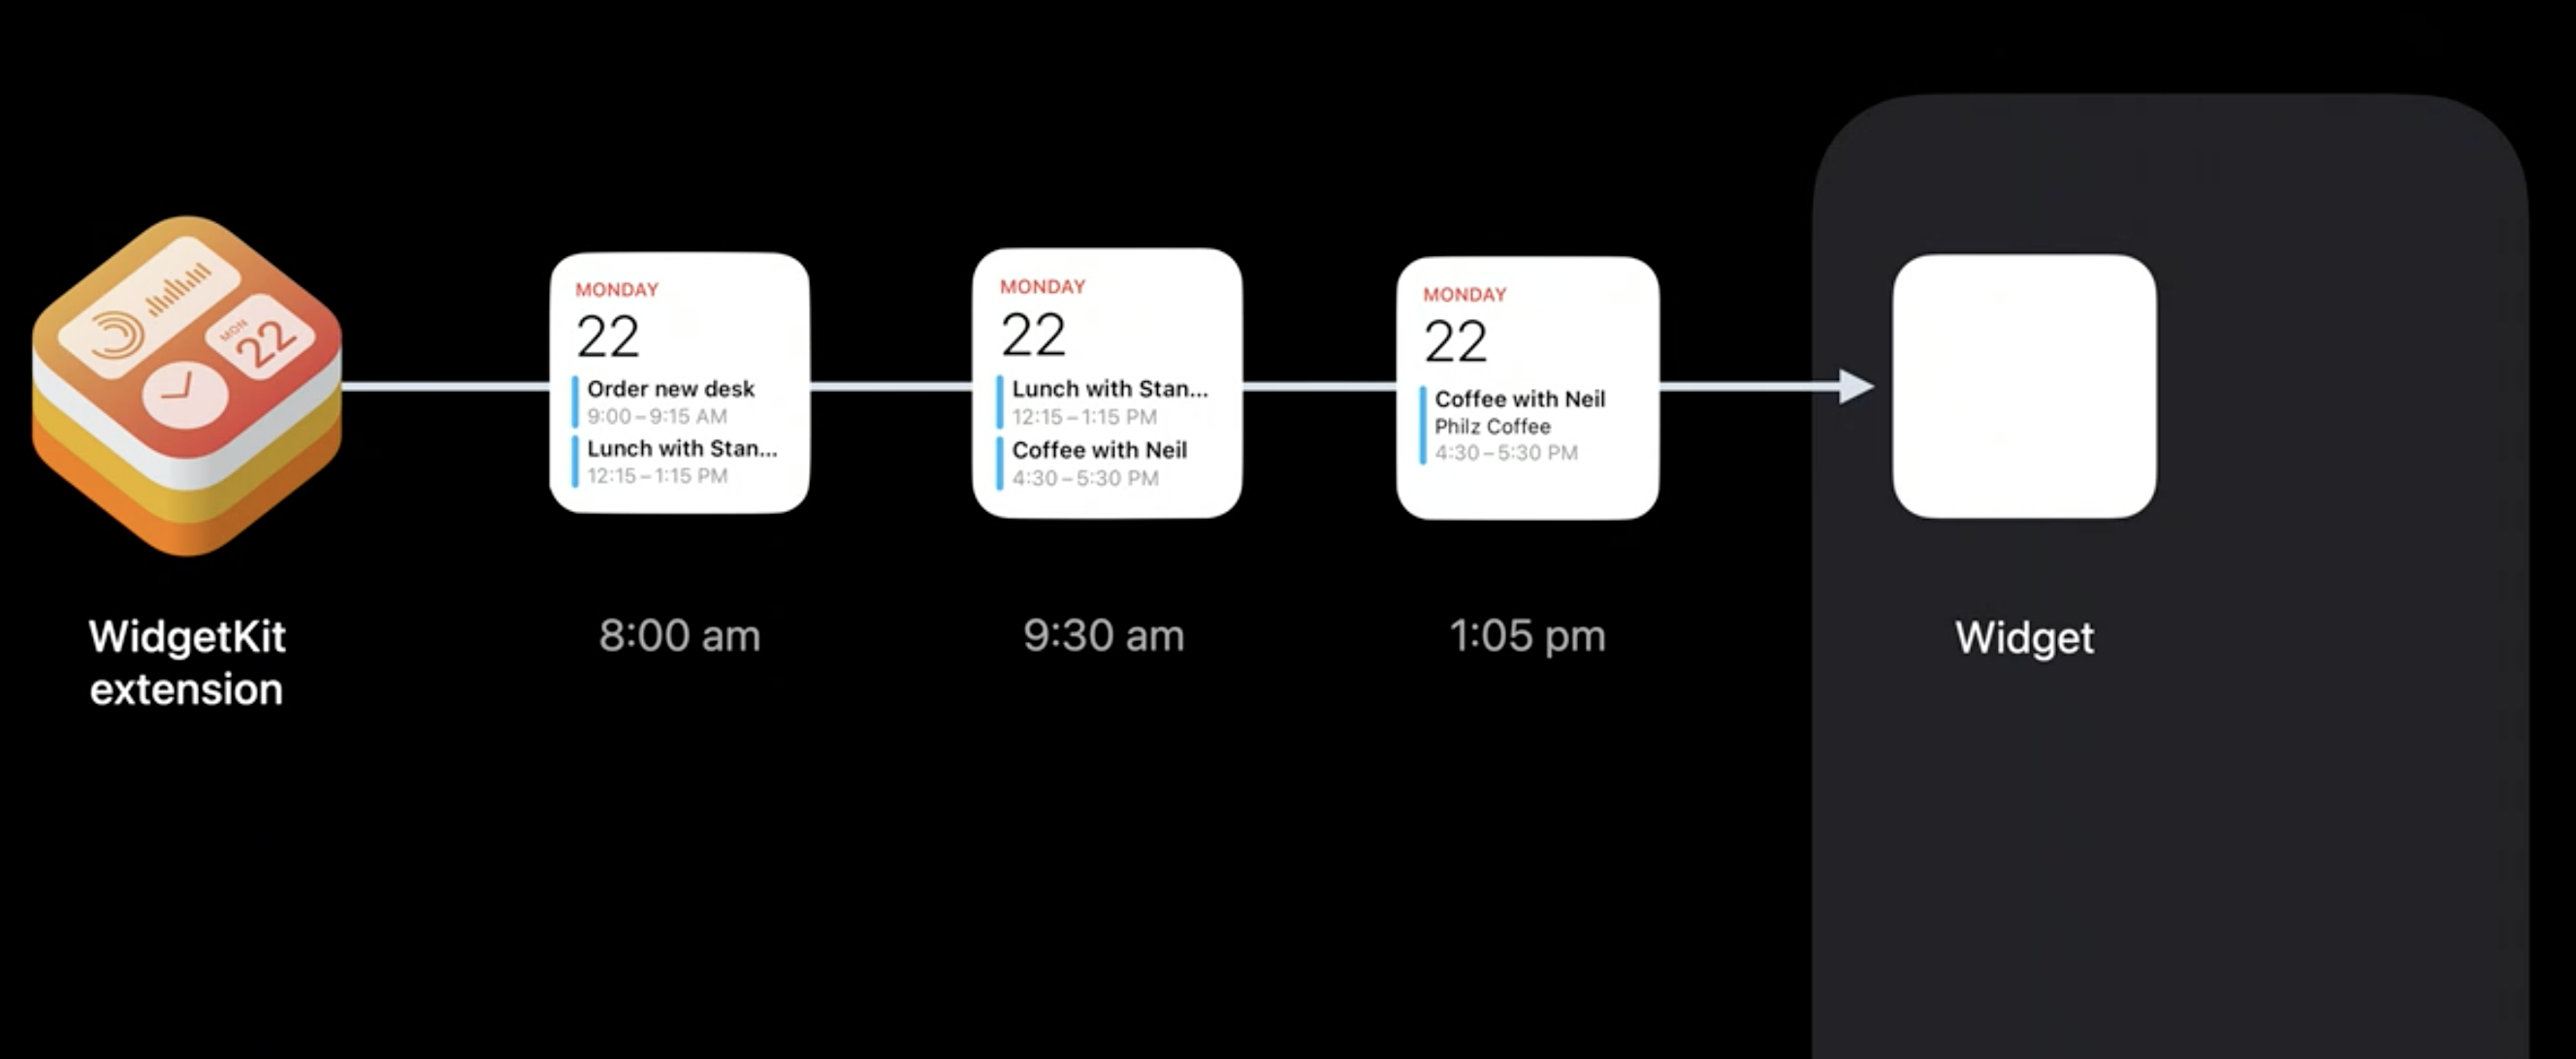 MON
22
WidgetKit
extension
MONDAY
22
Order new desk
9:00–9:15 AM
Lunch with Stan...
12:15–1:15 PM
8:00 am
MONDAY
22
Lunch with Stan...
12:15–1:15 PM
Coffee with Neil
4:30–5:30 PM
9:30 am
MONDAY
22
Coffee with Neil
Philz Coffee
4:30–5:30 PM
1:05 pm
Widget